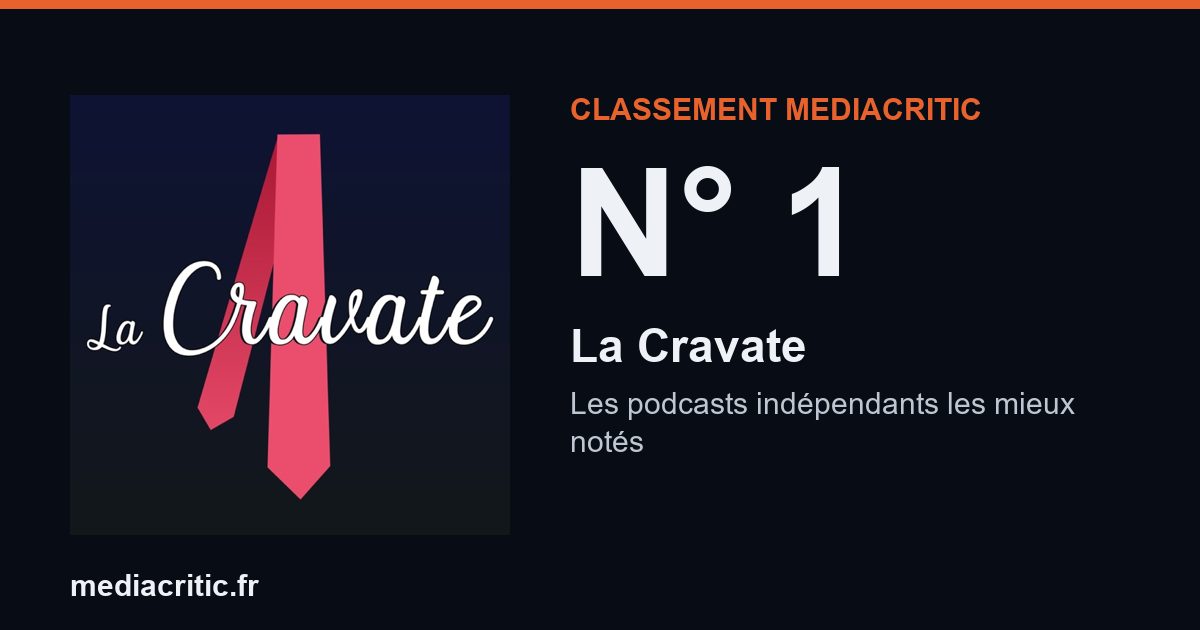 La Cravate
CLASSEMENT MEDIACRITIC
N° 1
La Cravate
Les podcasts indépendants les mieux
notés
mediacritic.fr